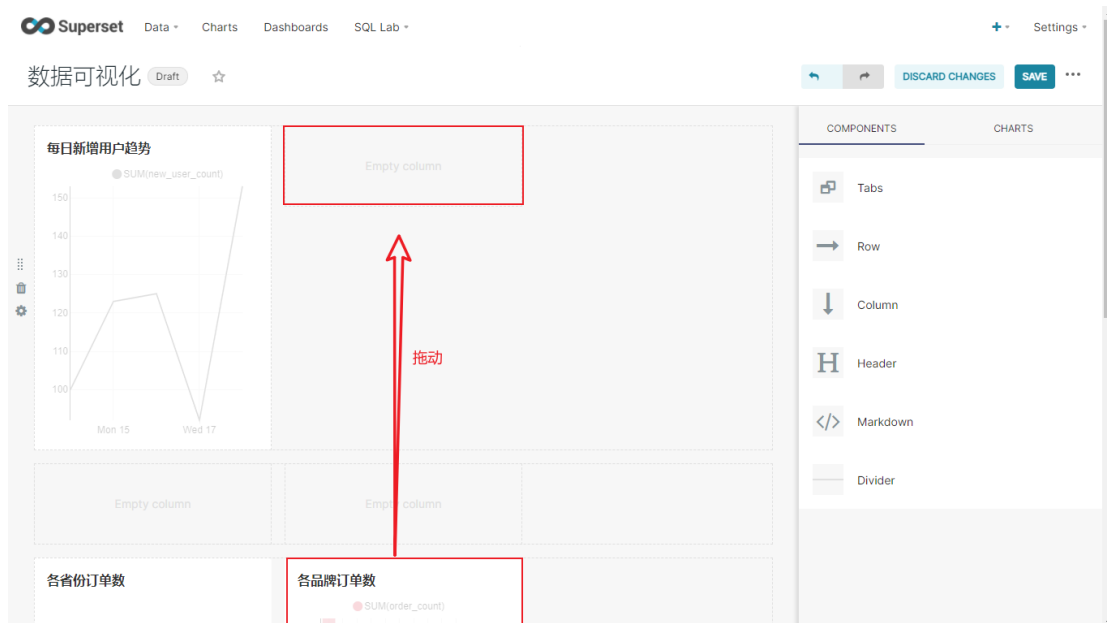 Superset Data Charts Dashboards SQL Lab Settings
数据可视化 Draft DISCARD CHANGES SAVE
COMPONENTS CHARTS
每日新增用户趋势
SUM(new_user_count)
150
140
130
120
110
100
Mon 15 Wed 17
Empty column
拖动
Tabs
Row
Column
Header
Markdown
Divider
Empty column Empty column
各省份订单数 各品牌订单数
SUM(order_count)